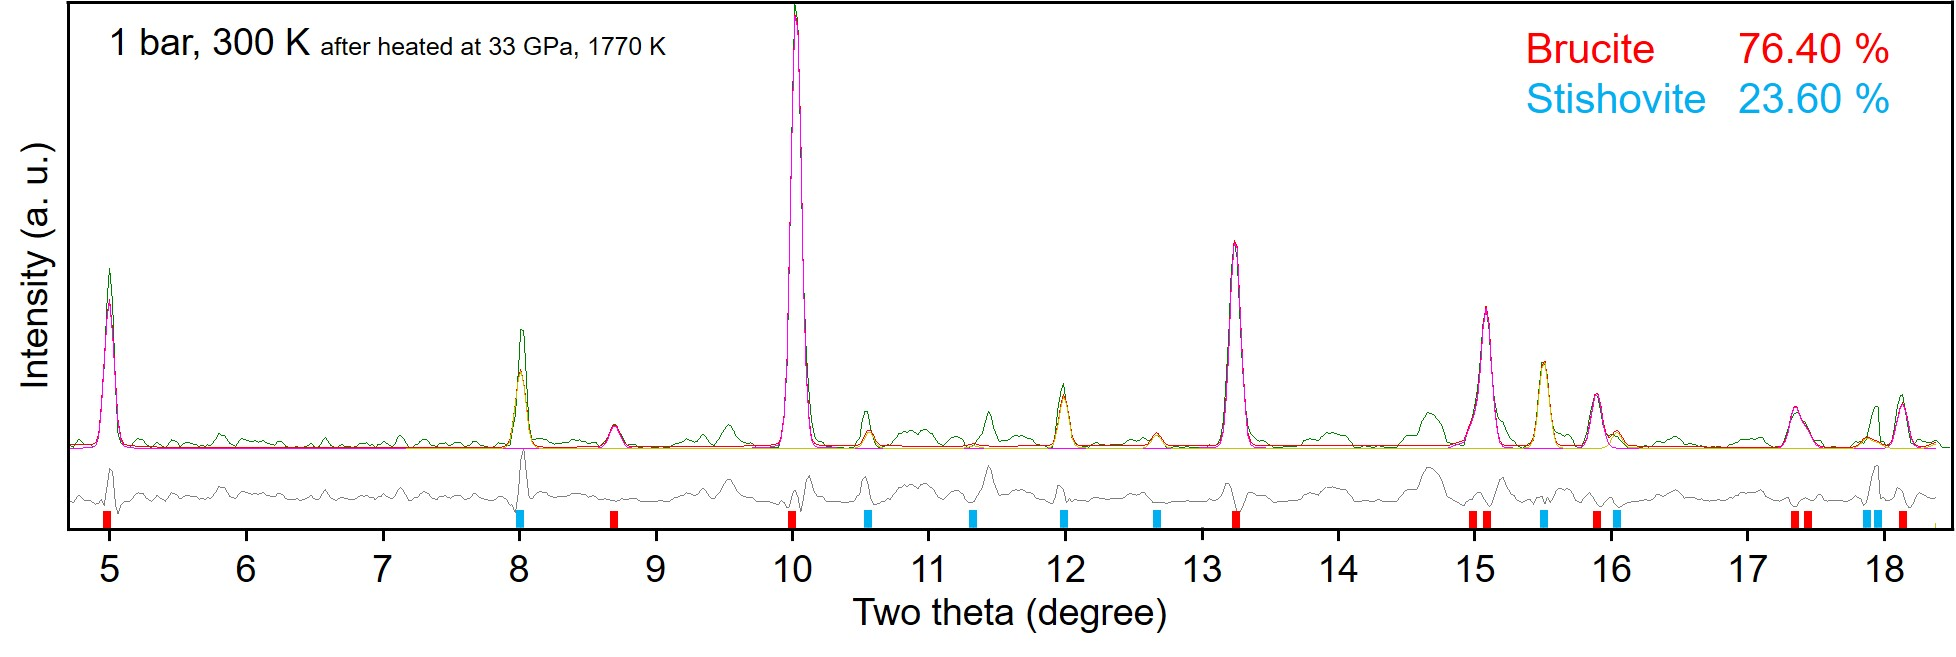 1 bar, 300 K after heated at 33 GPa, 1770 K
Brucite 76.40 %
Stishovite 23.60 %
Intensity (a. u.)
5 6 7 8 9 10 11 12 13 14 15 16 17 18
Two theta (degree)